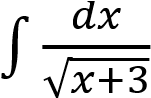 ∫ dx/√(x+3)